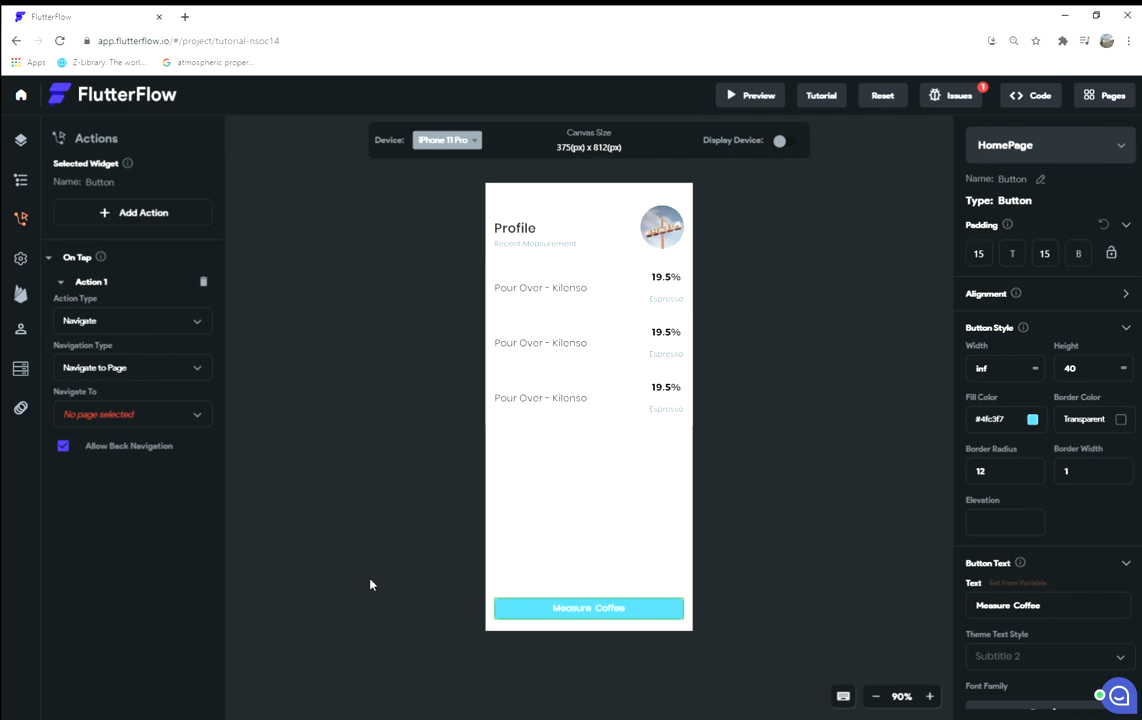 FlutterFlow
app.flutterflow.io/#/project/tutorial-nsoc14
Apps Z-Library. The worl... atmospheric proper...
FlutterFlow
Preview Tutorial Reset Issues 1 Code Pages
Actions
Selected Widget
Name: Button
+ Add Action
On Tap
Action 1
Action Type
Navigate
Navigation Type
Navigate to Page
Navigate To
No page selected
Allow Back Navigation
Device: iPhone 11 Pro Canvas Size Display Device:
375(px) x 812(px)
Profile
Recent Measurement
19.5%
Pour Over - Kilenso
Espresso
19.5%
Pour Over - Kilenso
Espresso
19.5%
Pour Over - Kilenso
Espresso
Measure Coffee
90%
HomePage
Name: Button
Type: Button
Padding
15 T 15 B
Alignment
Button Style
Width Height
inf 40
Fill Color Border Color
#4fc3f7 Transparent
Border Radius Border Width
12 1
Elevation
Button Text
Text Set from Variable
Measure Coffee
Theme Text Style
Subtitle 2
Font Family